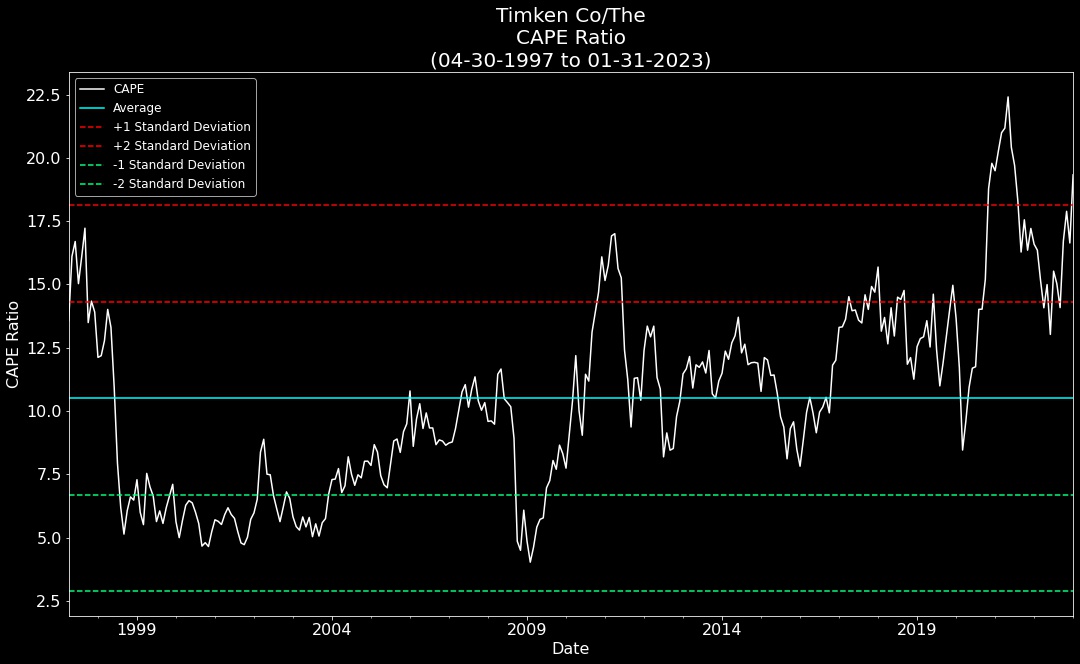 Timken Co/The
CAPE Ratio
(04-30-1997 to 01-31-2023)
CAPE
Average
+1 Standard Deviation
+2 Standard Deviation
-1 Standard Deviation
-2 Standard Deviation
CAPE Ratio
22.5
20.0
17.5
15.0
12.5
10.0
7.5
5.0
2.5
1999 2004 2009 2014 2019
Date